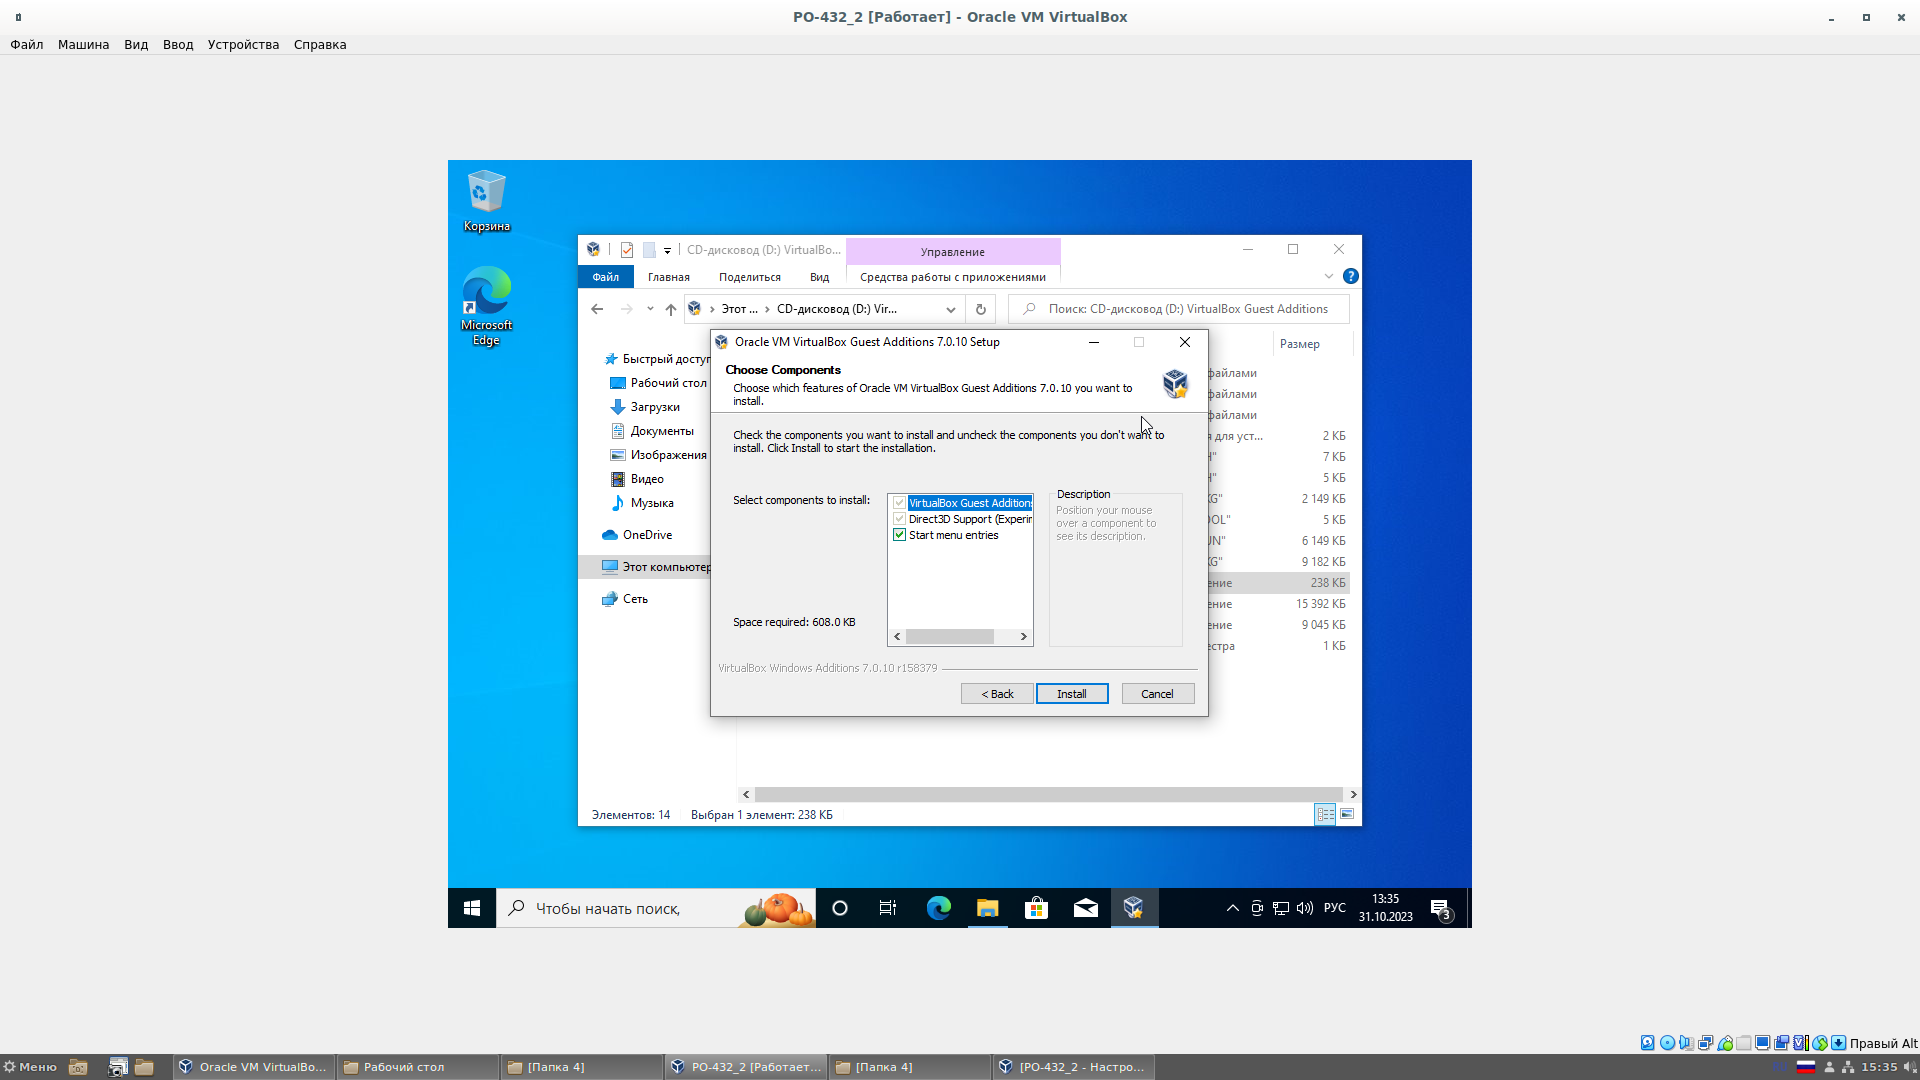 PO-432_2 [Работает] - Oracle VM VirtualBox
Файл Машина Вид Ввод Устройства Справка
Корзина
Microsoft
Edge
CD-дисковод (D:) VirtualBo...
Управление
Файл Главная Поделиться Вид Средства работы с приложениями
Этот ... CD-дисковод (D:) Vir...
Поиск: CD-дисковод (D:) VirtualBox Guest Additions
Быстрый доступ
Рабочий стол
Загрузки
Документы
Изображения
Видео
Музыка
OneDrive
Этот компьютер
Сеть
Размер
файлами
файлами
файлами
я для уст... 2 КБ
7 КБ
5 КБ
2 149 КБ
5 КБ
6 149 КБ
9 182 КБ
ение 238 КБ
ение 15 392 КБ
ение 9 045 КБ
естра 1 КБ
Oracle VM VirtualBox Guest Additions 7.0.10 Setup
Choose Components
Choose which features of Oracle VM VirtualBox Guest Additions 7.0.10 you want to
install.
Check the components you want to install and uncheck the components you don't want to
install. Click Install to start the installation.
Select components to install:
VirtualBox Guest Additions
Direct3D Support (Experim
Start menu entries
Description
Position your mouse
over a component to
see its description.
Space required: 608.0 KB
VirtualBox Windows Additions 7.0.10 r158379
< Back Install Cancel
Элементов: 14 Выбран 1 элемент: 238 КБ
Чтобы начать поиск,
РУС
13:35
31.10.2023
3
Правый Alt
Меню
Oracle VM VirtualBo...
Рабочий стол
[Папка 4]
PO-432_2 [Работает...
[Папка 4]
[PO-432_2 - Настро...
15:35